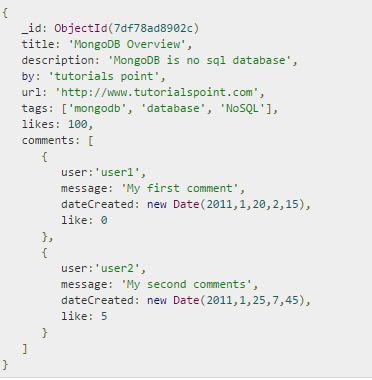 {
   _id: ObjectId(7df78ad8902c)
   title: 'MongoDB Overview',
   description: 'MongoDB is no sql database',
   by: 'tutorials point',
   url: 'http://www.tutorialspoint.com',
   tags: ['mongodb', 'database', 'NoSQL'],
   likes: 100,
   comments: [
      {
         user:'user1',
         message: 'My first comment',
         dateCreated: new Date(2011,1,20,2,15),
         like: 0
      },
      {
         user:'user2',
         message: 'My second comments',
         dateCreated: new Date(2011,1,25,7,45),
         like: 5
      }
   ]
}